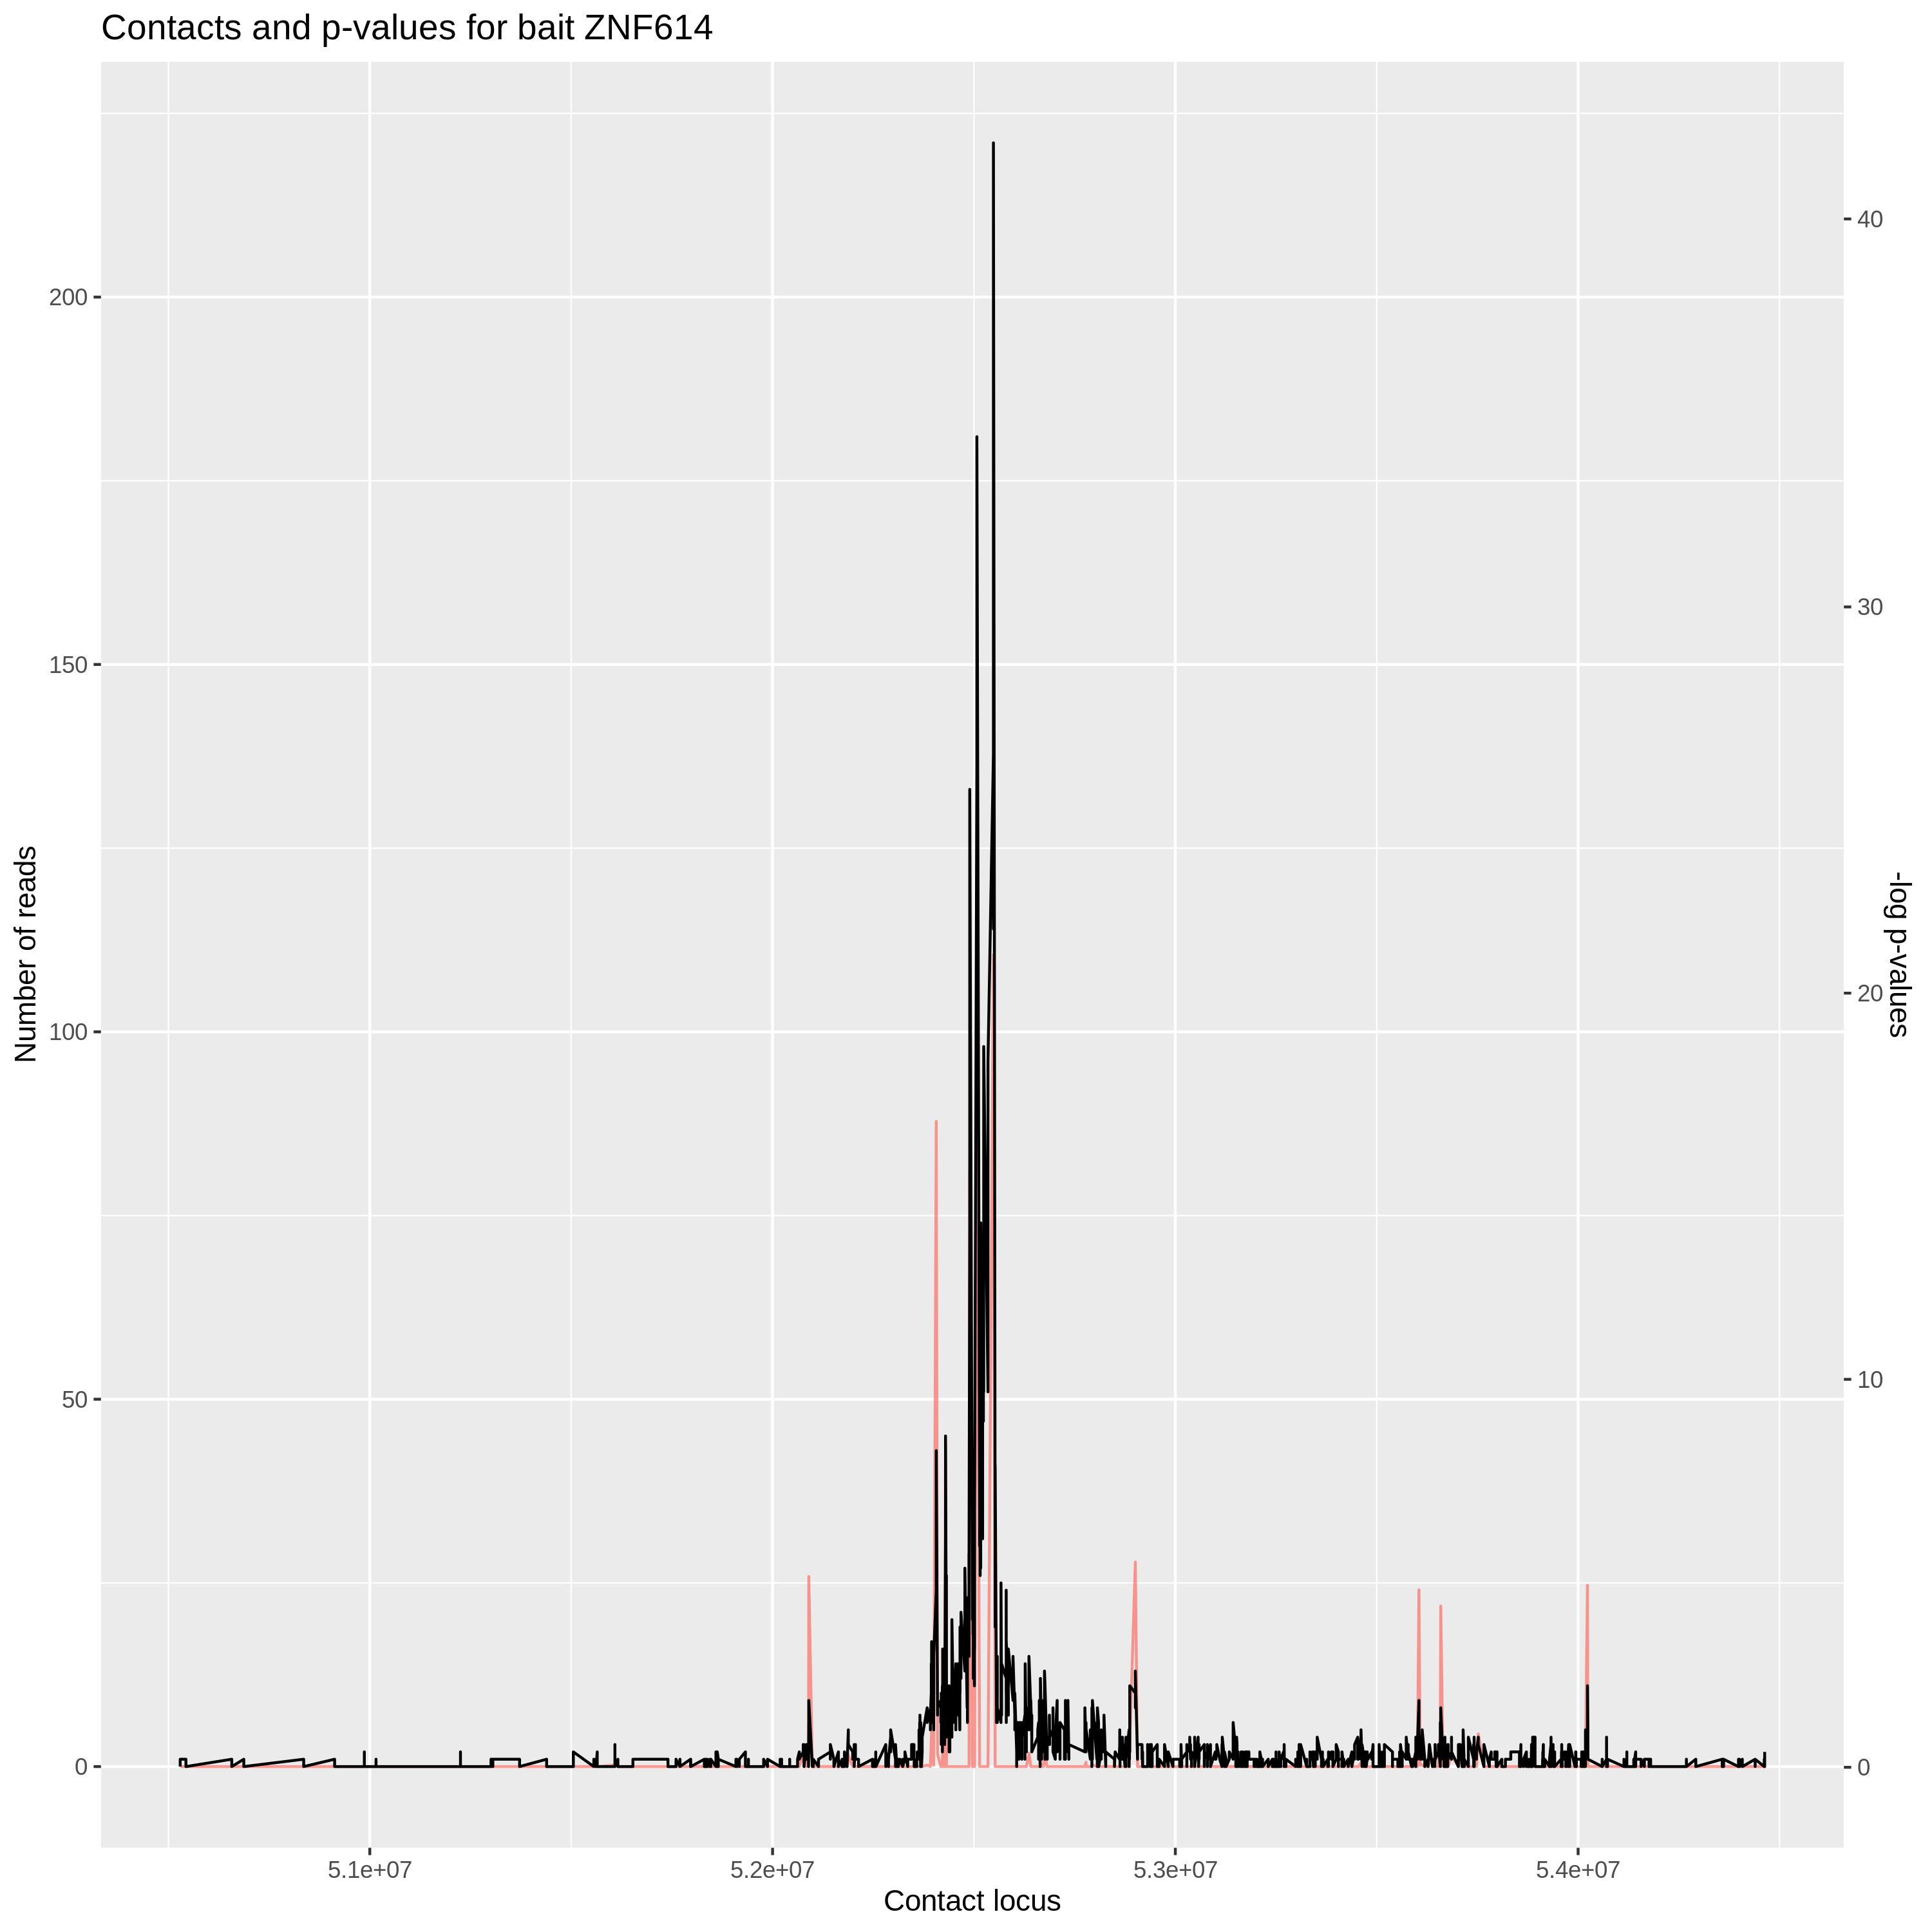 Contacts and p-values for bait ZNF614
Number of reads
200
150
100
50
0
40
30
20
10
0
-log p-values
5.1e+07
5.2e+07
5.3e+07
5.4e+07
Contact locus